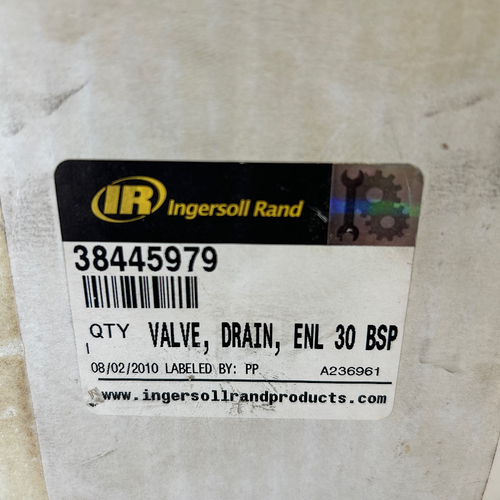 IR Ingersoll Rand
38445979
QTY VALVE, DRAIN, ENL 30 BSP
1
08/02/2010 LABELED BY: PP A236961
www.ingersollrandproducts.com